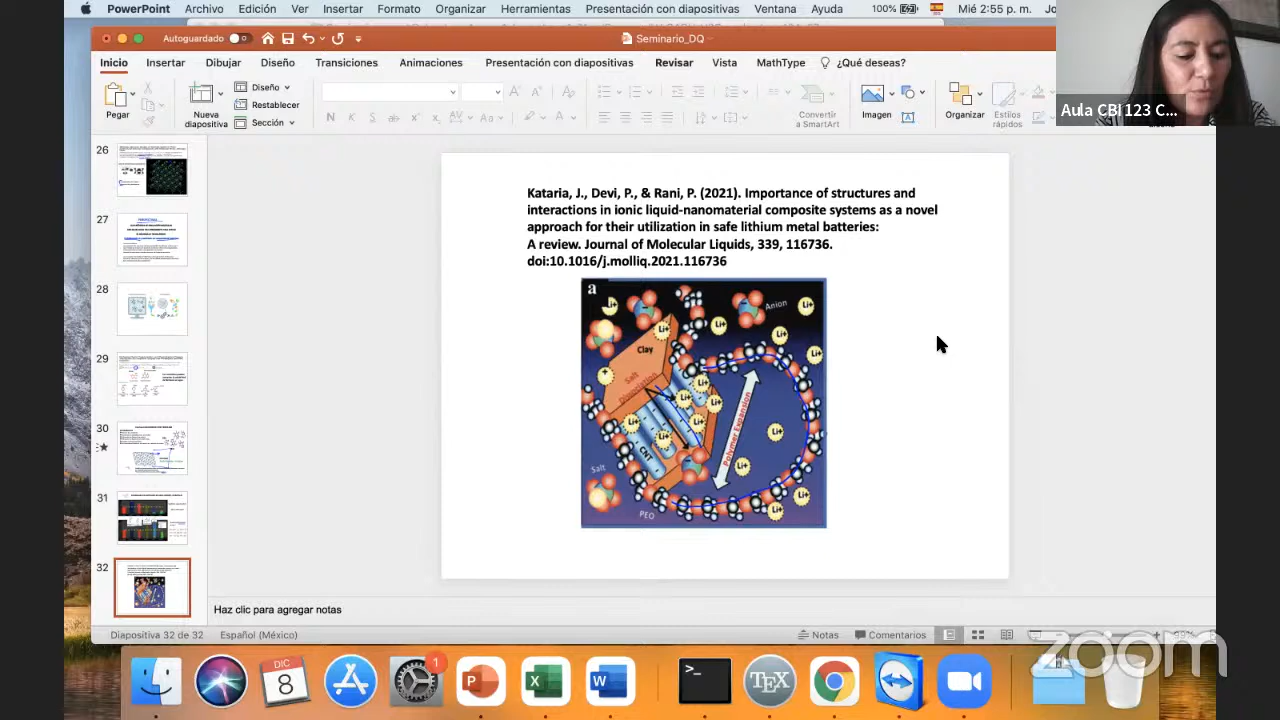 PowerPoint Archivo Edición Ver Insertar Formato Organizar Herramientas Presentación con diapositivas Ventana Ayuda 100% Mié 2:55 p. m.
Autoguardado
Seminario_DQ
Inicio Insertar Dibujar Diseño Transiciones Animaciones Presentación con diapositivas Revisar Vista MathType ¿Qué deseas?
Pegar
Nueva diapositiva
Diseño
Restablecer
Sección
Convertir a SmartArt
Imagen
Organizar
Estilos rápidos
Aula CBI 123 C...
26
27
28
29
30
31
32
Kataria, J., Devi, P., & Rani, P. (2021). Importance of structures and
interactions in ionic liquid-nanomaterial composite systems as a novel
approach for their utilization in safe lithium metal batteries:
A review. Journal of Molecular Liquids, 339, 116736.
doi:10.1016/j.molliq.2021.116736
a
Anion
Li+
Clay
Salt
CNT
Polymer Expansion
Salt
PEO
Haz clic para agregar notas
Diapositiva 32 de 32 Español (México) Notas Comentarios
DIC
8
1
P
X
W
TEX
zoom